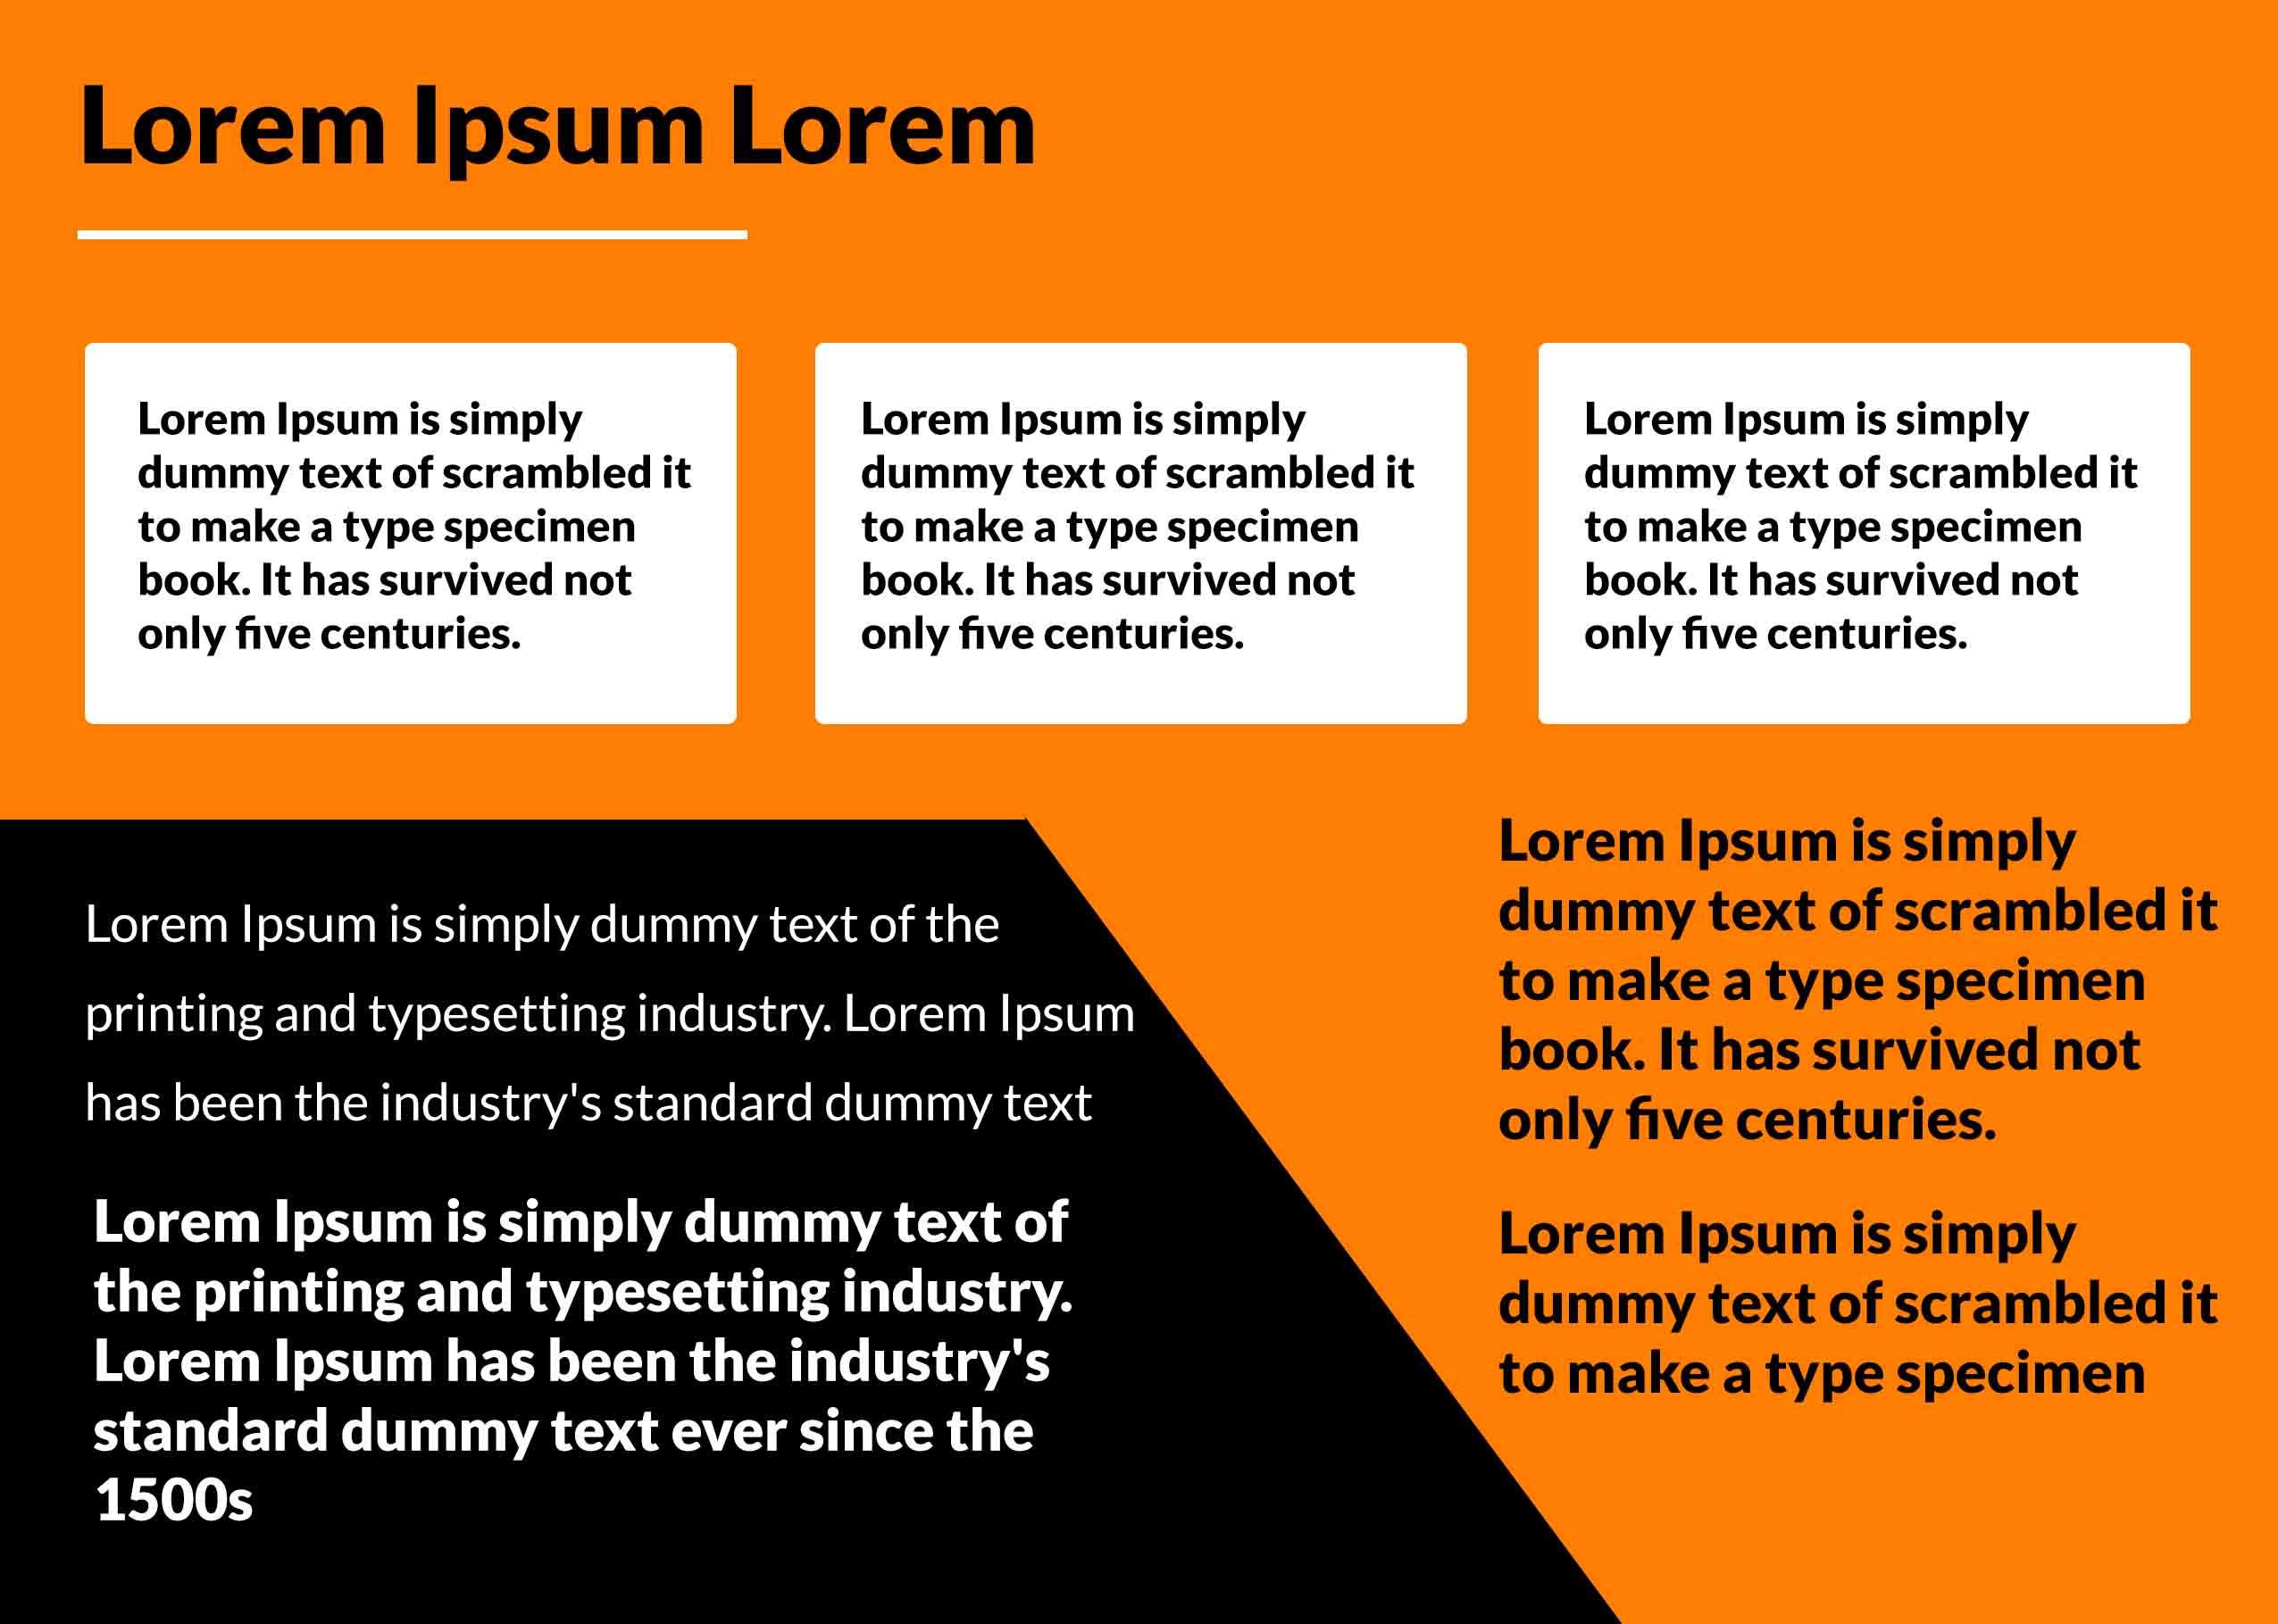 Lorem Ipsum Lorem
Lorem Ipsum is simply
dummy text of scrambled it
to make a type specimen
book. It has survived not
only five centuries.
Lorem Ipsum is simply
dummy text of scrambled it
to make a type specimen
book. It has survived not
only five centuries.
Lorem Ipsum is simply
dummy text of scrambled it
to make a type specimen
book. It has survived not
only five centuries.
Lorem Ipsum is simply dummy text of the
printing and typesetting industry. Lorem Ipsum
has been the industry's standard dummy text
Lorem Ipsum is simply dummy text of
the printing and typesetting industry.
Lorem Ipsum has been the industry's
standard dummy text ever since the
1500s
Lorem Ipsum is simply
dummy text of scrambled it
to make a type specimen
book. It has survived not
only five centuries.
Lorem Ipsum is simply
dummy text of scrambled it
to make a type specimen